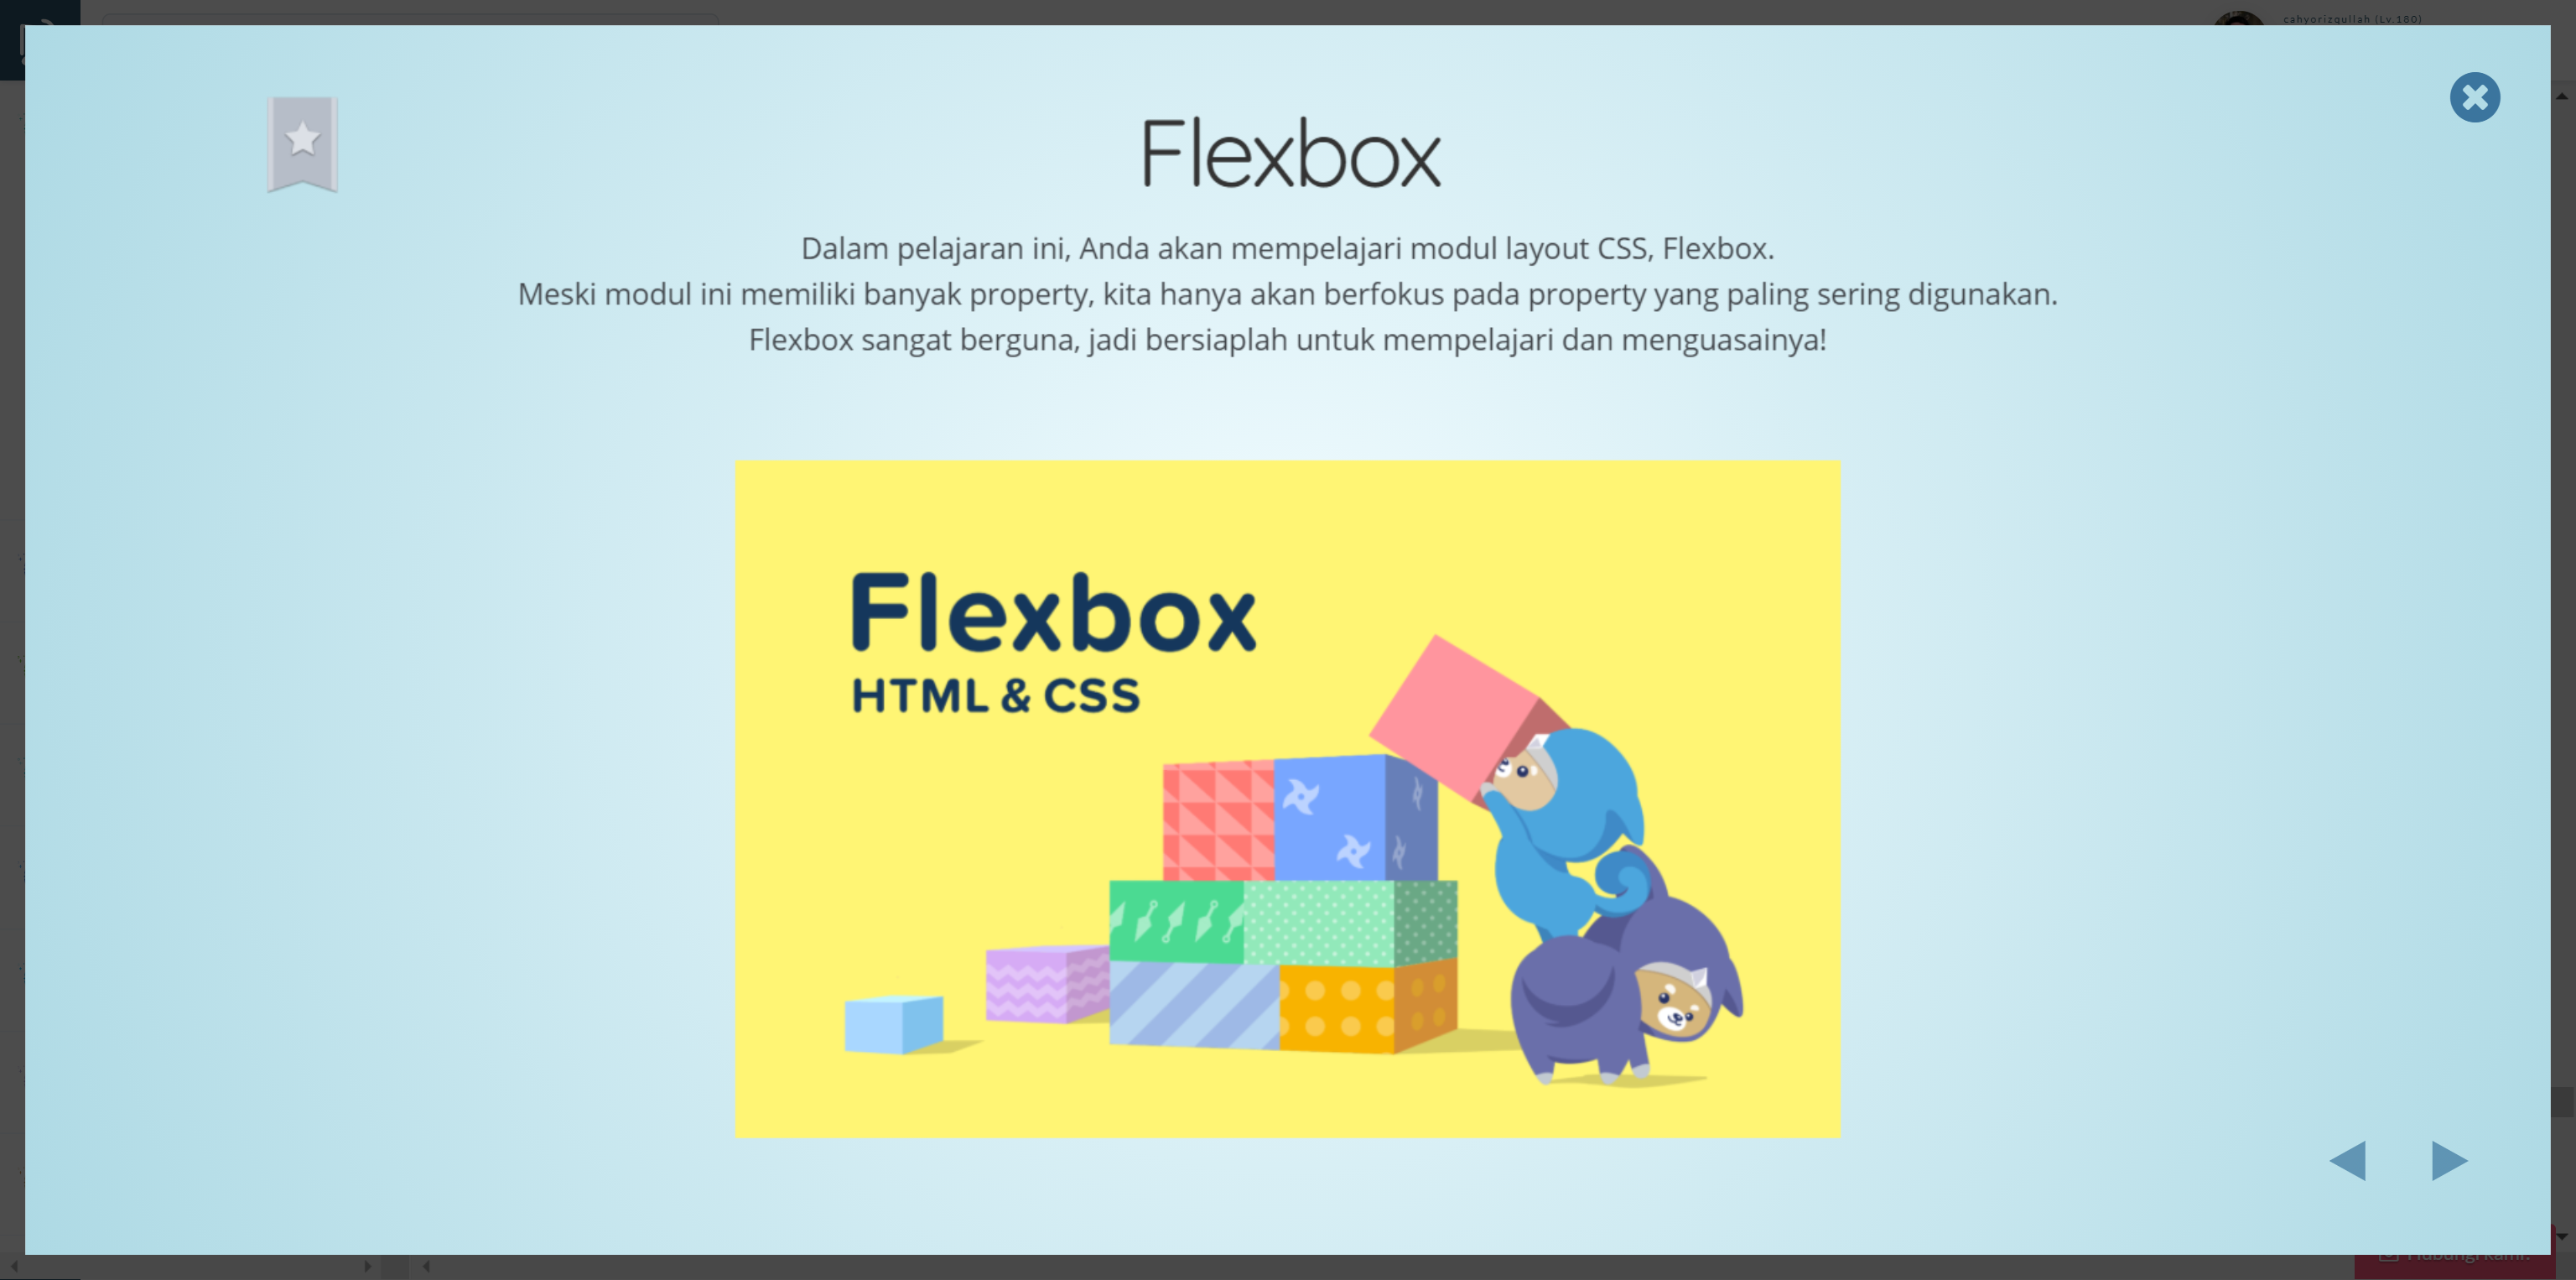 cahyorizqullah (Lv.180)
Flexbox
Dalam pelajaran ini, Anda akan mempelajari modul layout CSS, Flexbox.
Meski modul ini memiliki banyak property, kita hanya akan berfokus pada property yang paling sering digunakan.
Flexbox sangat berguna, jadi bersiaplah untuk mempelajari dan menguasainya!
Flexbox
HTML & CSS
Hubungi kami!